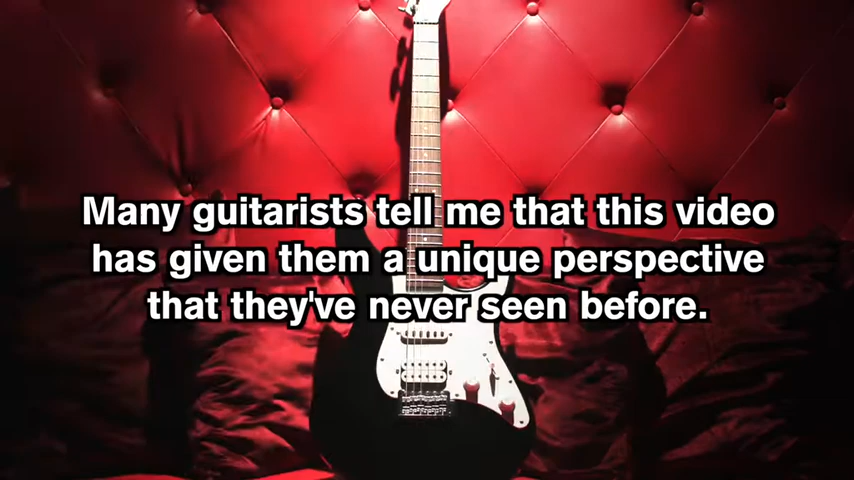 Many guitarists tell me that this video
has given them a unique perspective
that they've never seen before.